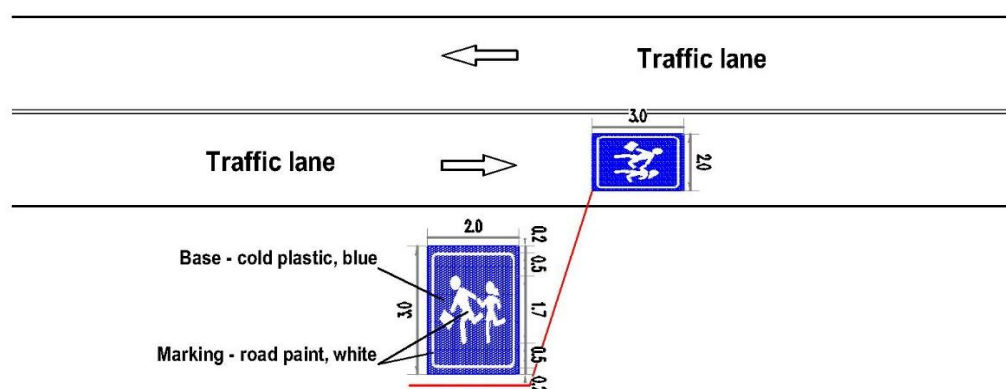 Traffic lane
3.0
Traffic lane
2.0
2.0
0.2
Base - cold plastic, blue
0.5
3.0
1.7
Marking - road paint, white
0.5